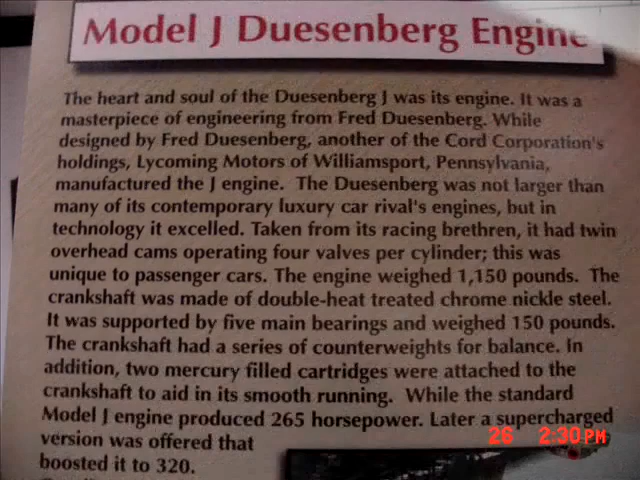 Model J Duesenberg Engine
The heart and soul of the Duesenberg J was its engine. It was a
masterpiece of engineering from Fred Duesenberg. While
designed by Fred Duesenberg, another of the Cord Corporation's
holdings, Lycoming Motors of Williamsport, Pennsylvania,
manufactured the J engine. The Duesenberg was not larger than
many of its contemporary luxury car rival's engines, but in
technology it excelled. Taken from its racing brethren, it had twin
overhead cams operating four valves per cylinder; this was
unique to passenger cars. The engine weighed 1,150 pounds. The
crankshaft was made of double-heat treated chrome nickle steel.
It was supported by five main bearings and weighed 150 pounds.
The crankshaft had a series of counterweights for balance. In
addition, two mercury filled cartridges were attached to the
crankshaft to aid in its smooth running. While the standard
Model J engine produced 265 horsepower. Later a supercharged
version was offered that
boosted it to 320.
26 2:30PM